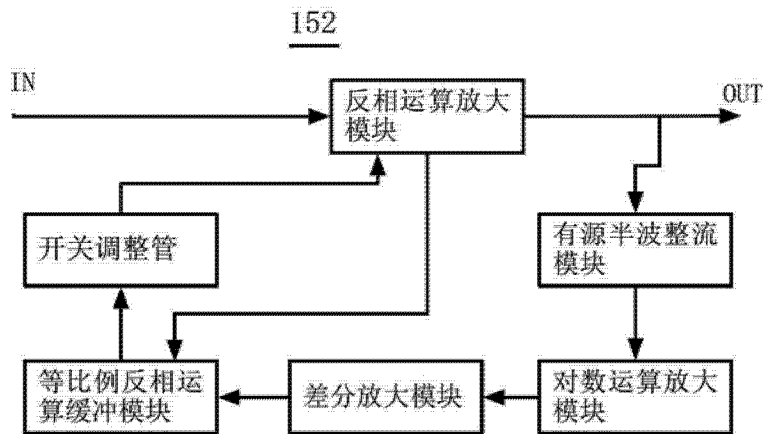 152
IN
反相运算放大
模块
OUT
开关调整管
有源半波整流
模块
等比例反相运
算缓冲模块
差分放大模块
对数运算放大
模块